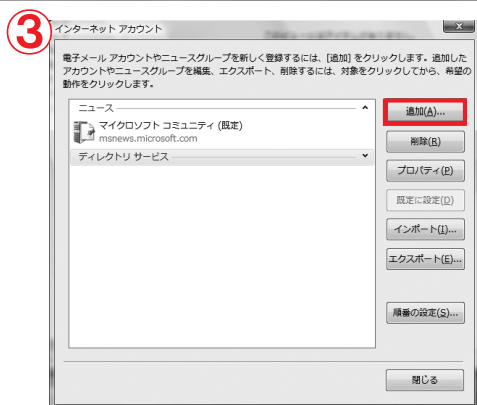 ③
インターネット アカウント
電子メール アカウントやニュースグループを新しく登録するには、[追加] をクリックします。追加した
アカウントやニュースグループを編集、エクスポート、削除するには、対象をクリックしてから、希望の
動作をクリックします。
ニュース
マイクロソフト コミュニティ (既定)
msnews.microsoft.com
ディレクトリ サービス
追加(A)...
削除(R)
プロパティ(P)
既定に設定(D)
インポート(I)...
エクスポート(E)...
順番の設定(S)...
閉じる